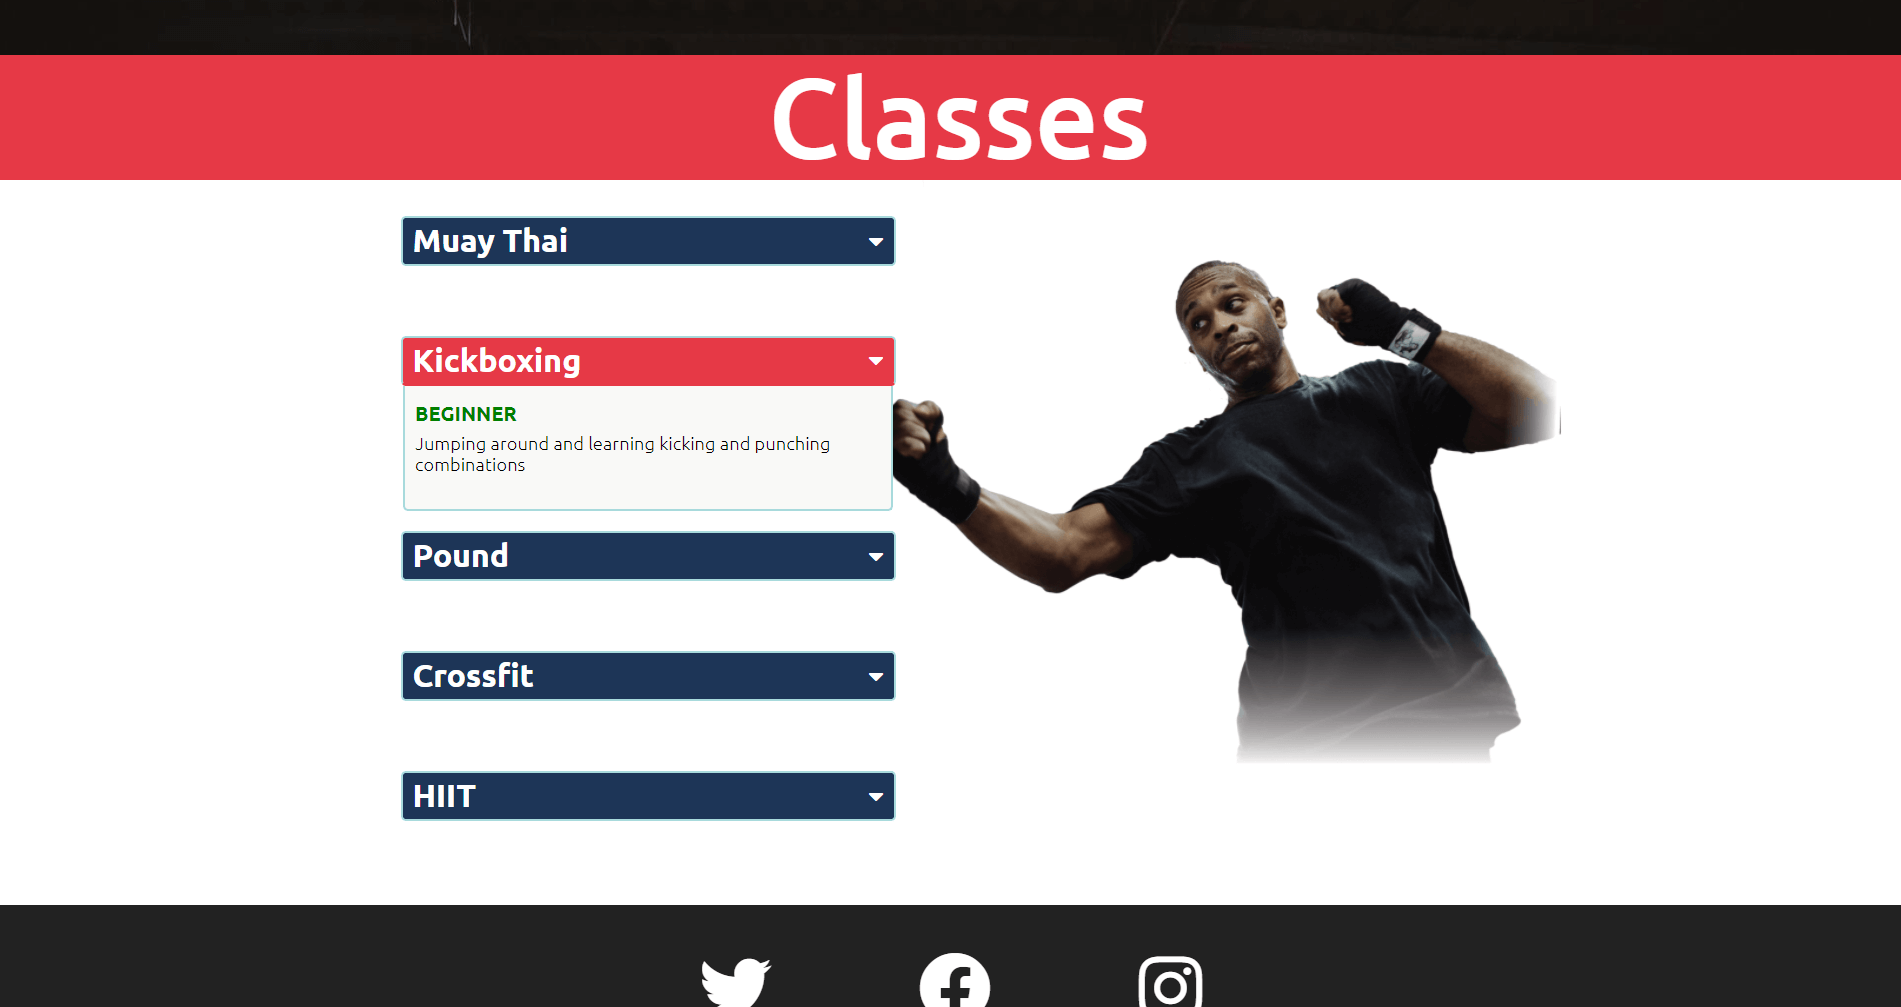 Classes
Muay Thai
Kickboxing
BEGINNER
Jumping around and learning kicking and punching
combinations
Pound
Crossfit
HIIT